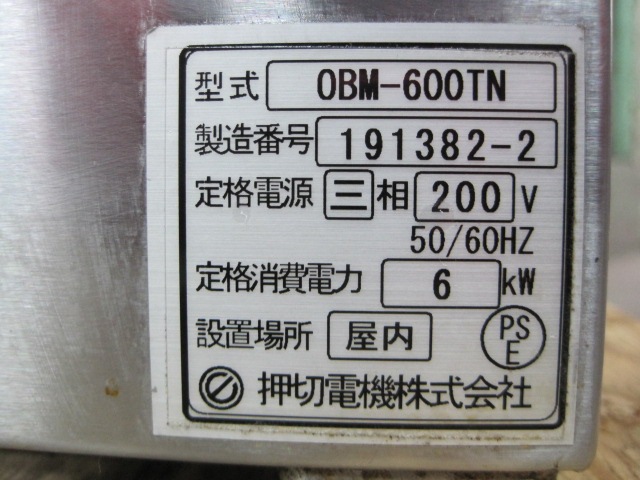 型式 OBM-600TN
製造番号 191382-2
定格電源 三相 200 V
50/60HZ
定格消費電力 6 kW
設置場所 屋内 PSE
押切電機株式会社